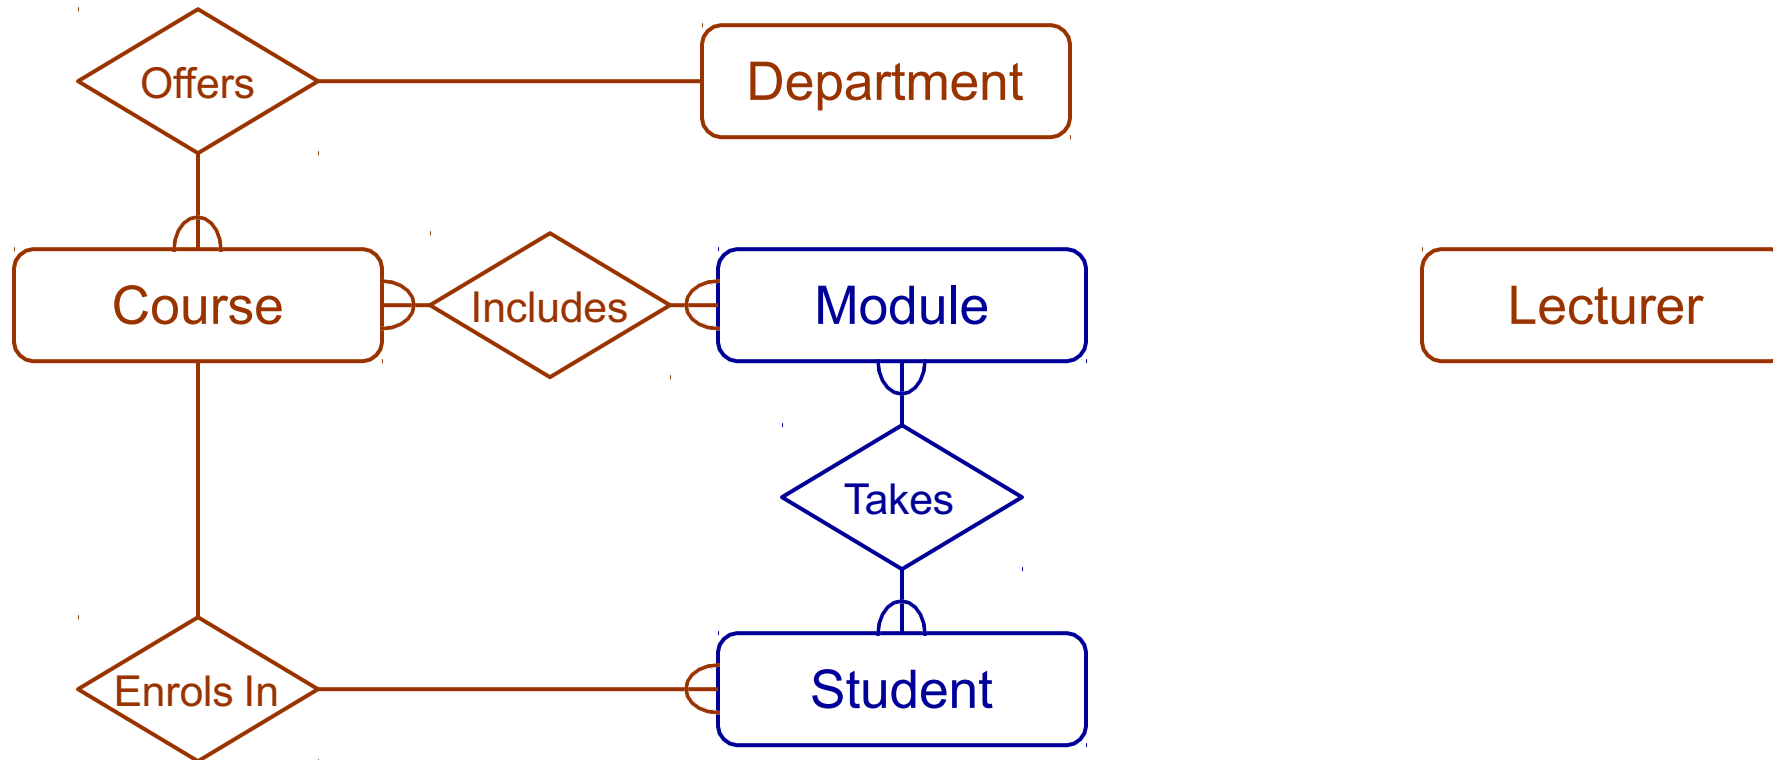 Offers
Department
Course
Includes
Module
Lecturer
Takes
Enrols In
Student